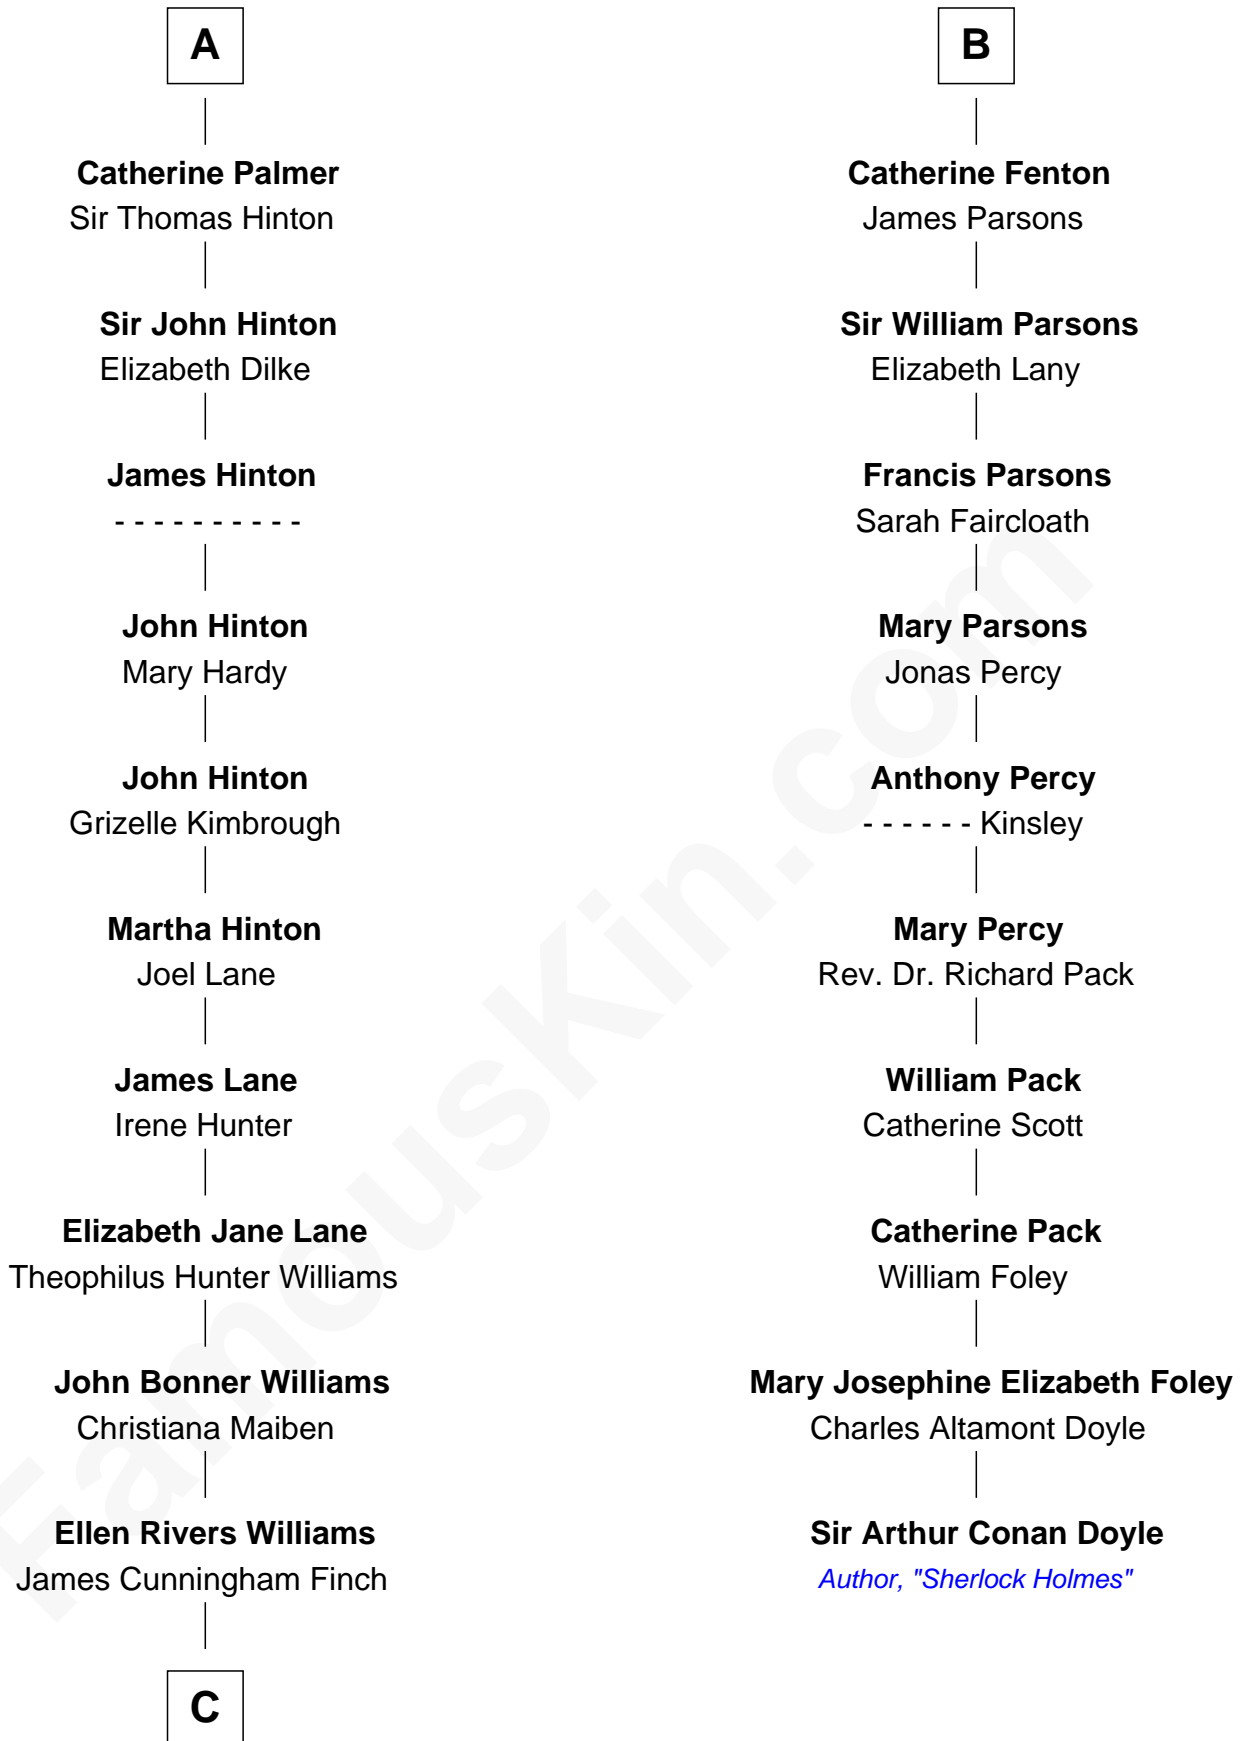 A
Catherine Palmer
Sir Thomas Hinton
Sir John Hinton
Elizabeth Dilke
James Hinton
- - - - - - - - - -
John Hinton
Mary Hardy
John Hinton
Grizelle Kimbrough
Martha Hinton
Joel Lane
James Lane
Irene Hunter
Elizabeth Jane Lane
Theophilus Hunter Williams
John Bonner Williams
Christiana Maiben
Ellen Rivers Williams
James Cunningham Finch
C
B
Catherine Fenton
James Parsons
Sir William Parsons
Elizabeth Lany
Francis Parsons
Sarah Faircloath
Mary Parsons
Jonas Percy
Anthony Percy
- - - - - - Kinsley
Mary Percy
Rev. Dr. Richard Pack
William Pack
Catherine Scott
Catherine Pack
William Foley
Mary Josephine Elizabeth Foley
Charles Altamont Doyle
Sir Arthur Conan Doyle
Author, "Sherlock Holmes"
FamousKin.com